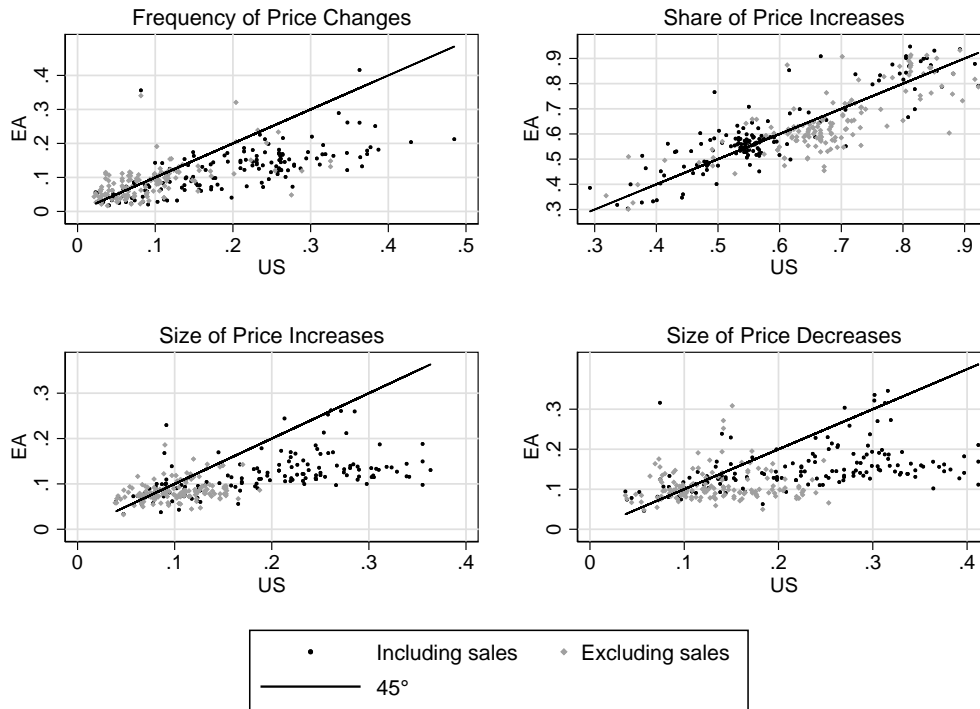 Frequency of Price Changes
EA
0 .1 .2 .3 .4
0 .1 .2 .3 .4 .5
US
Share of Price Increases
EA
.3 .4 .5 .6 .7 .8 .9
.3 .4 .5 .6 .7 .8 .9
US
Size of Price Increases
EA
0 .1 .2 .3
0 .1 .2 .3 .4
US
Size of Price Decreases
EA
0 .1 .2 .3
0 .1 .2 .3 .4
US
Including sales Excluding sales
45°